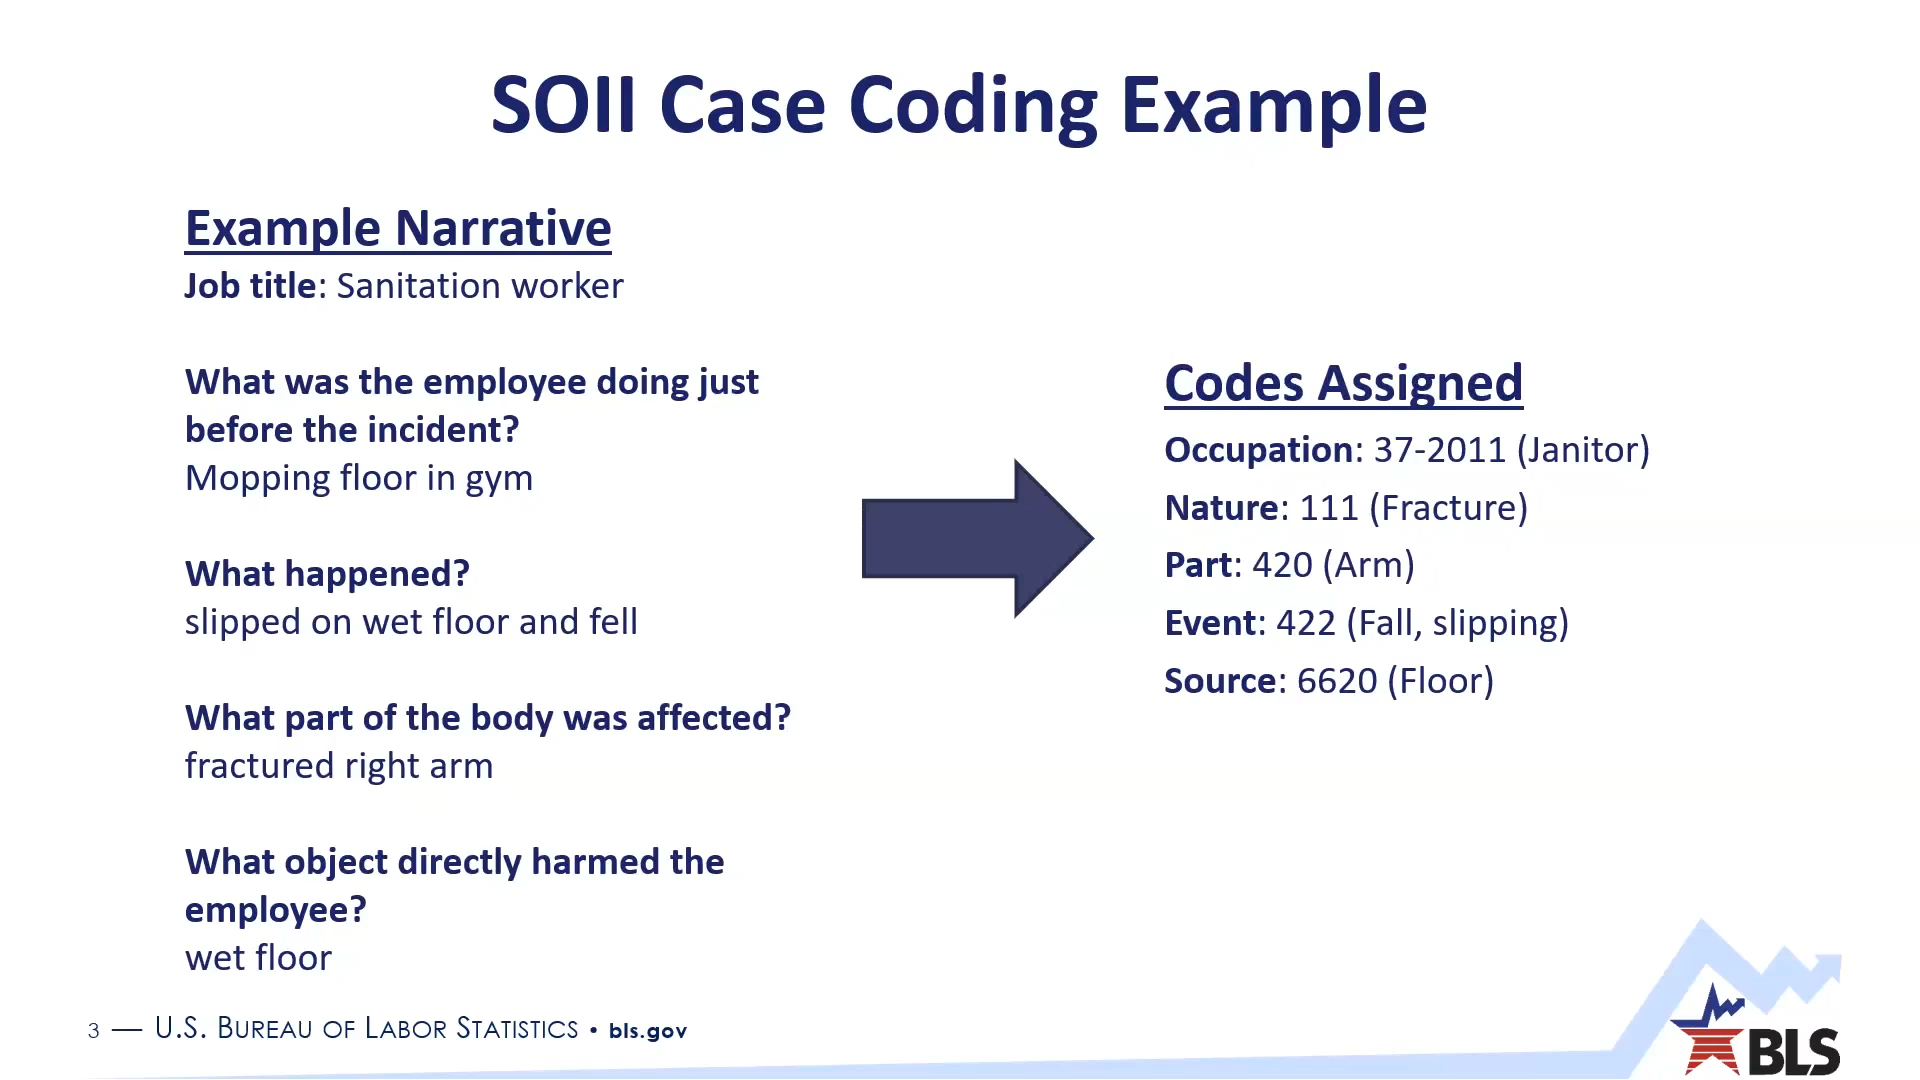 SOII Case Coding Example
Example Narrative
Job title: Sanitation worker
What was the employee doing just
before the incident?
Mopping floor in gym
What happened?
slipped on wet floor and fell
What part of the body was affected?
fractured right arm
What object directly harmed the
employee?
wet floor
Codes Assigned
Occupation: 37-2011 (Janitor)
Nature: 111 (Fracture)
Part: 420 (Arm)
Event: 422 (Fall, slipping)
Source: 6620 (Floor)
3 — U.S. BUREAU OF LABOR STATISTICS • bls.gov
BLS